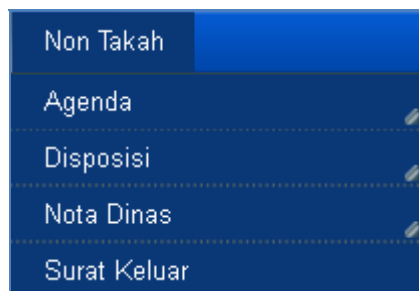 Non Takah
Agenda
Disposisi
Nota Dinas
Surat Keluar